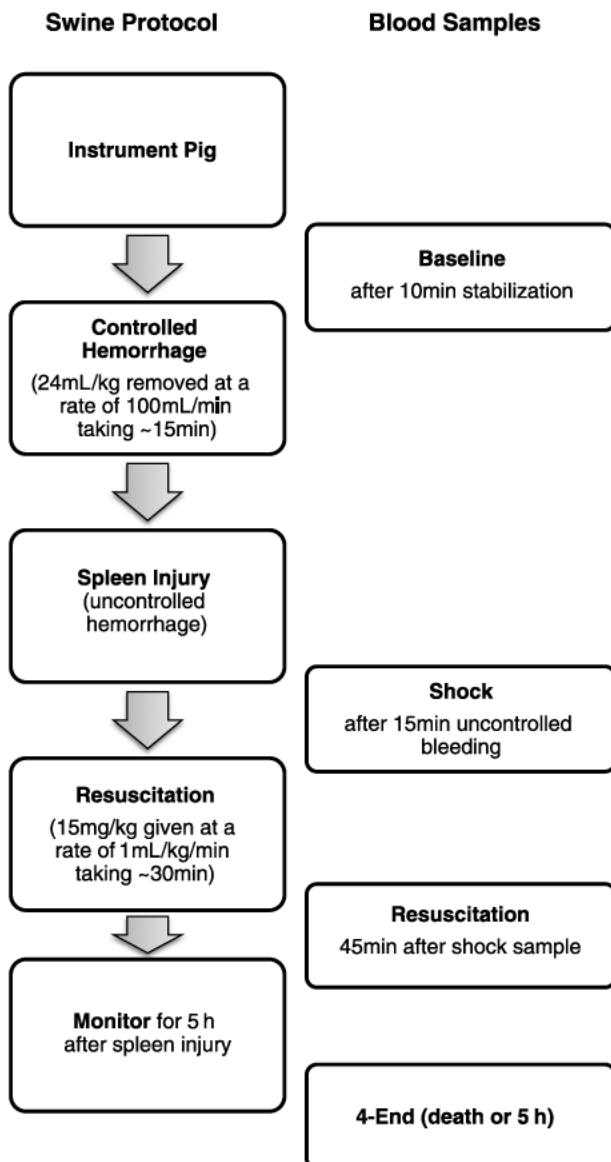 Swine Protocol
Blood Samples
Instrument Pig
Baseline
after 10min stabilization
Controlled
Hemorrhage
(24mL/kg removed at a
rate of 100mL/min
taking ~15min)
Spleen Injury
(uncontrolled
hemorrhage)
Shock
after 15min uncontrolled
bleeding
Resuscitation
(15mg/kg given at a
rate of 1mL/kg/min
taking ~30min)
Resuscitation
45min after shock sample
Monitor for 5 h
after spleen injury
4-End (death or 5 h)